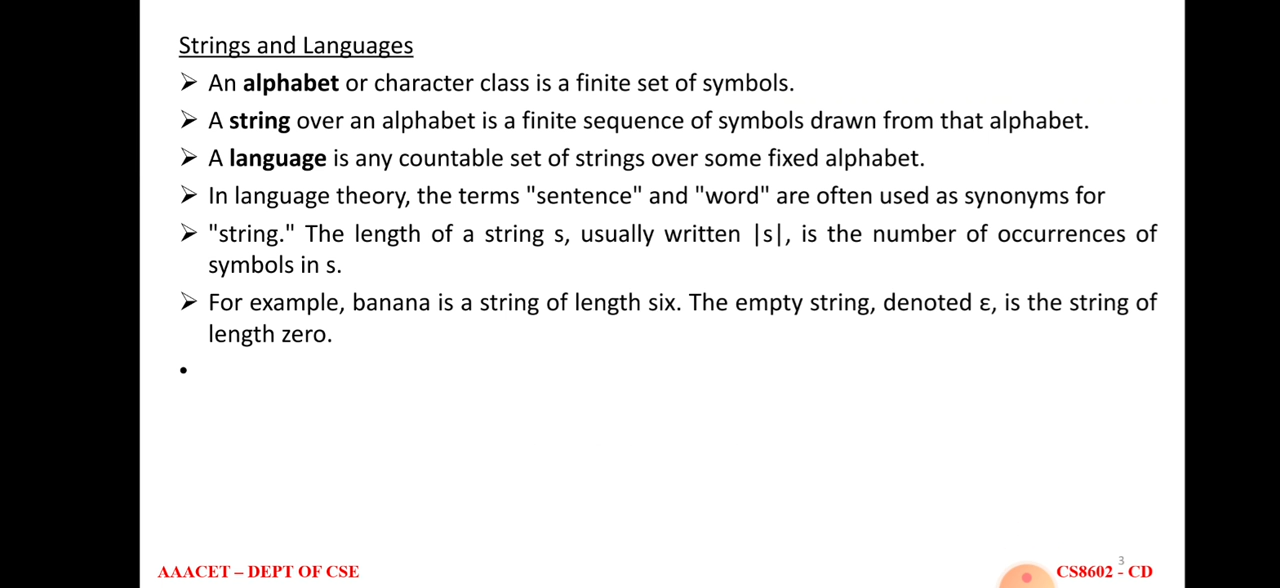 Strings and Languages
➢ An alphabet or character class is a finite set of symbols.
➢ A string over an alphabet is a finite sequence of symbols drawn from that alphabet.
➢ A language is any countable set of strings over some fixed alphabet.
➢ In language theory, the terms "sentence" and "word" are often used as synonyms for
➢ "string." The length of a string s, usually written |s|, is the number of occurrences of
symbols in s.
➢ For example, banana is a string of length six. The empty string, denoted ε, is the string of
length zero.
•
AAACET – DEPT OF CSE
3
CS8602 - CD